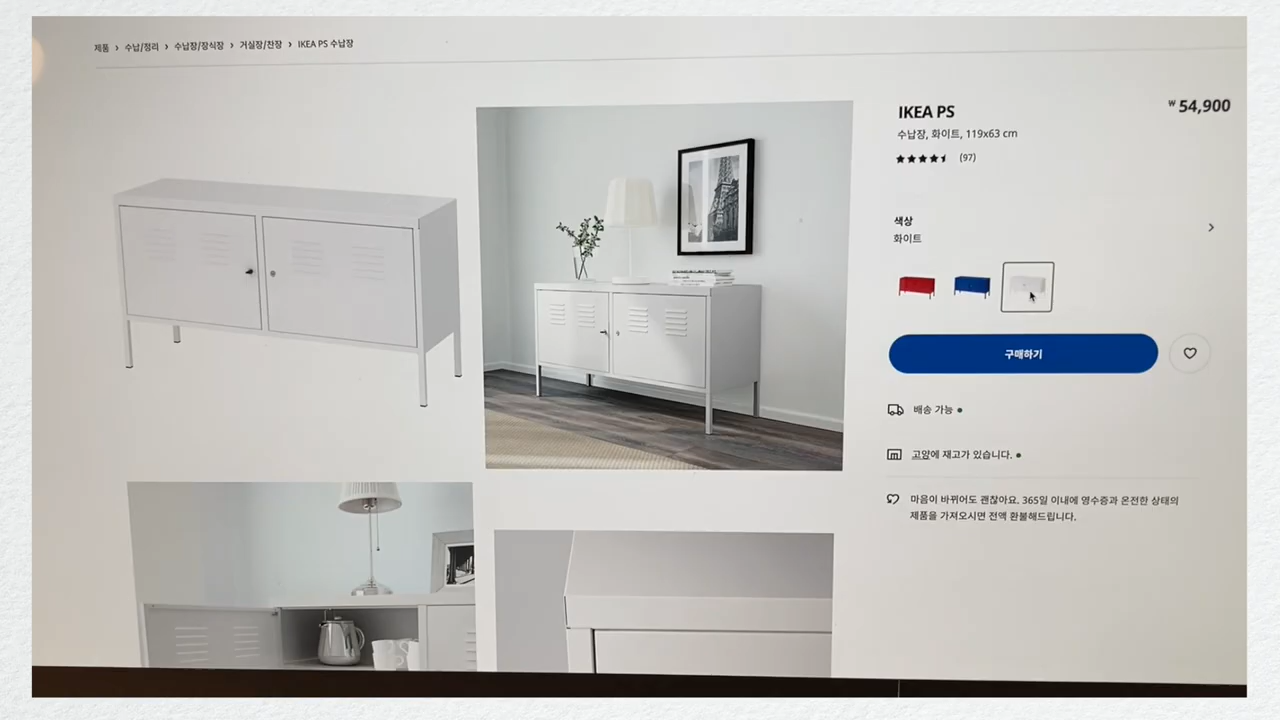 제품 › 수납/정리 › 수납장/장식장 › 거실장/찬장 › IKEA PS 수납장
IKEA PS
₩ 54,900
수납장, 화이트, 119x63 cm
(97)
색상
화이트
구매하기
배송 가능
고양에 재고가 있습니다.
마음이 바뀌어도 괜찮아요. 365일 이내에 영수증과 온전한 상태의
제품을 가져오시면 전액 환불해드립니다.